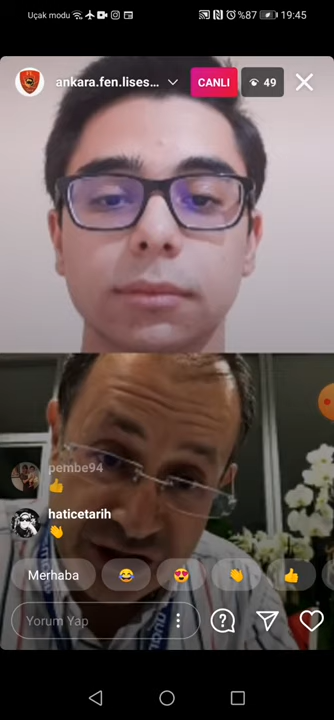 Uçak modu
%87
19:45
ankara.fen.lises...
CANLI
49
pembe94
👍
haticetarih
👋
Merhaba 😂 😍 👋 👍
Yorum Yap